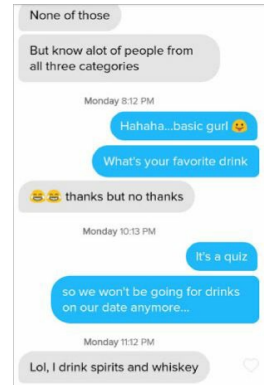 None of those
But know alot of people from
all three categories
Monday 8:12 PM
Hahaha...basic gurl 🙂
What's your favorite drink
😂😂 thanks but no thanks
Monday 10:13 PM
It's a quiz
so we won't be going for drinks
on our date anymore...
Monday 11:12 PM
Lol, I drink spirits and whiskey